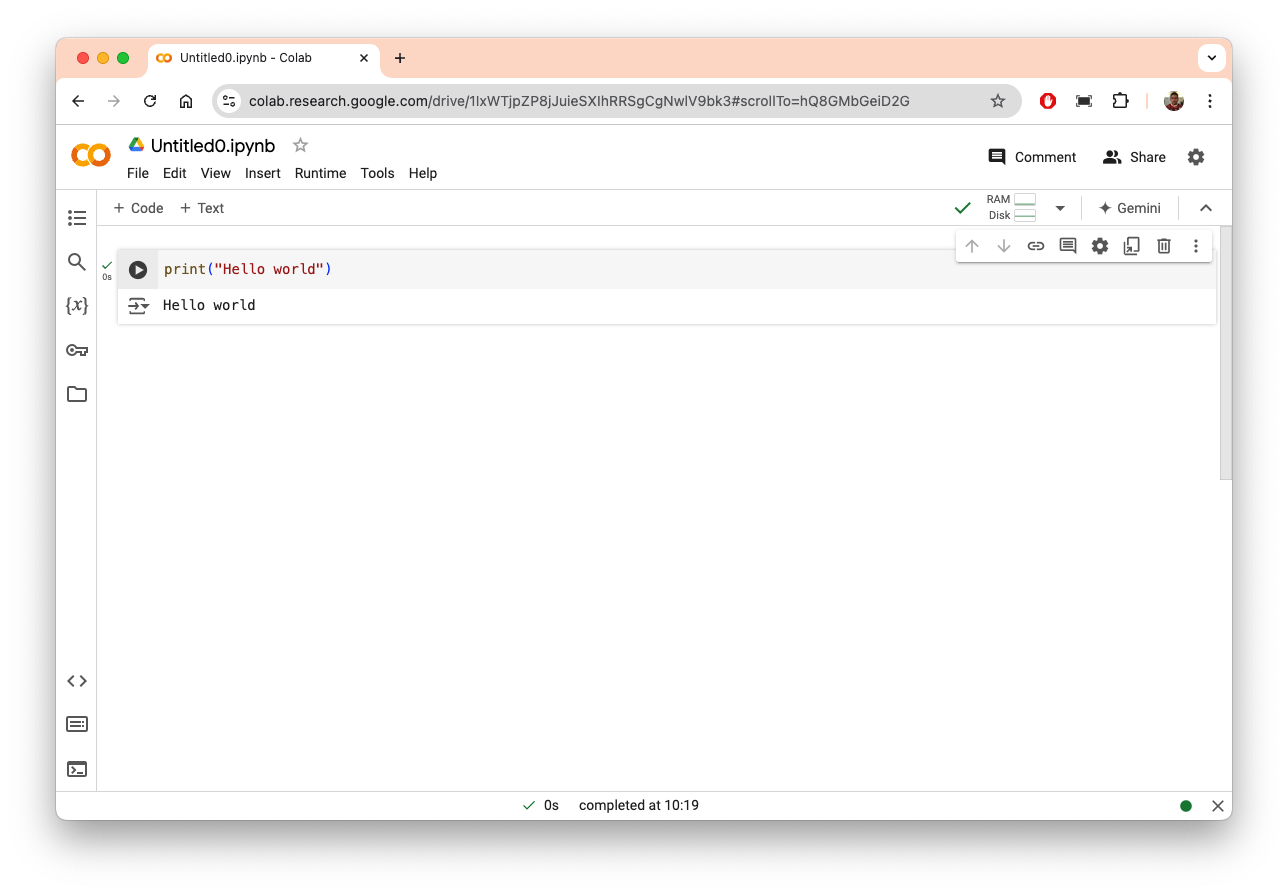 Untitled0.ipynb - Colab
colab.research.google.com/drive/1IxWTjpZP8jJuieSXIhRRSgCgNwlV9bk3#scrollTo=hQ8GMbGeiD2G
Untitled0.ipynb
Comment
Share
File Edit View Insert Runtime Tools Help
+ Code + Text
RAM
Disk
Gemini
print("Hello world")
0s
{x}
Hello world
0s completed at 10:19